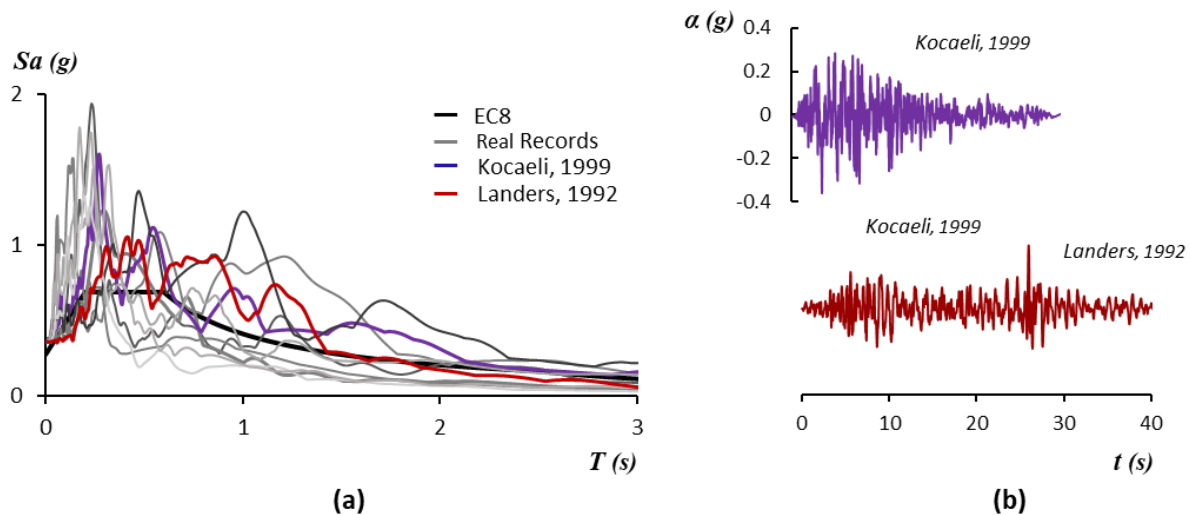 Sa (g)
2
1
0
0
1
2
3
T (s)
EC8
Real Records
Kocaeli, 1999
Landers, 1992
(a)
α (g)
0.4
0.2
0
-0.2
-0.4
Kocaeli, 1999
Kocaeli, 1999
Landers, 1992
0 10 20 30 40
t (s)
(b)